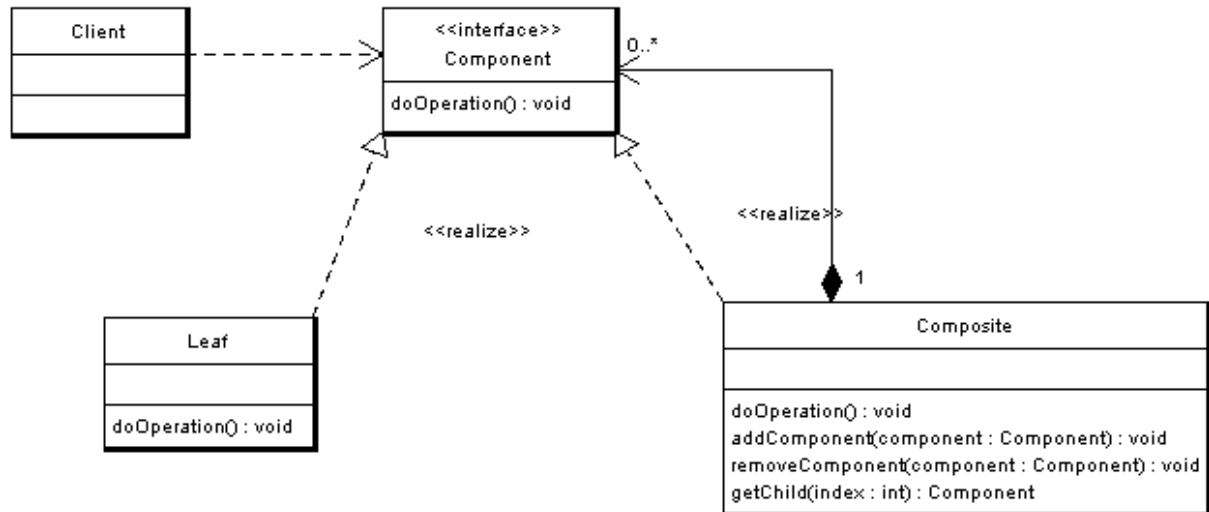 Client
<<interface>>
Component
doOperation() : void
0..*
<<realize>>
<<realize>>
1
Leaf
doOperation() : void
Composite
doOperation() : void
addComponent(component : Component) : void
removeComponent(component : Component) : void
getChild(index : int) : Component